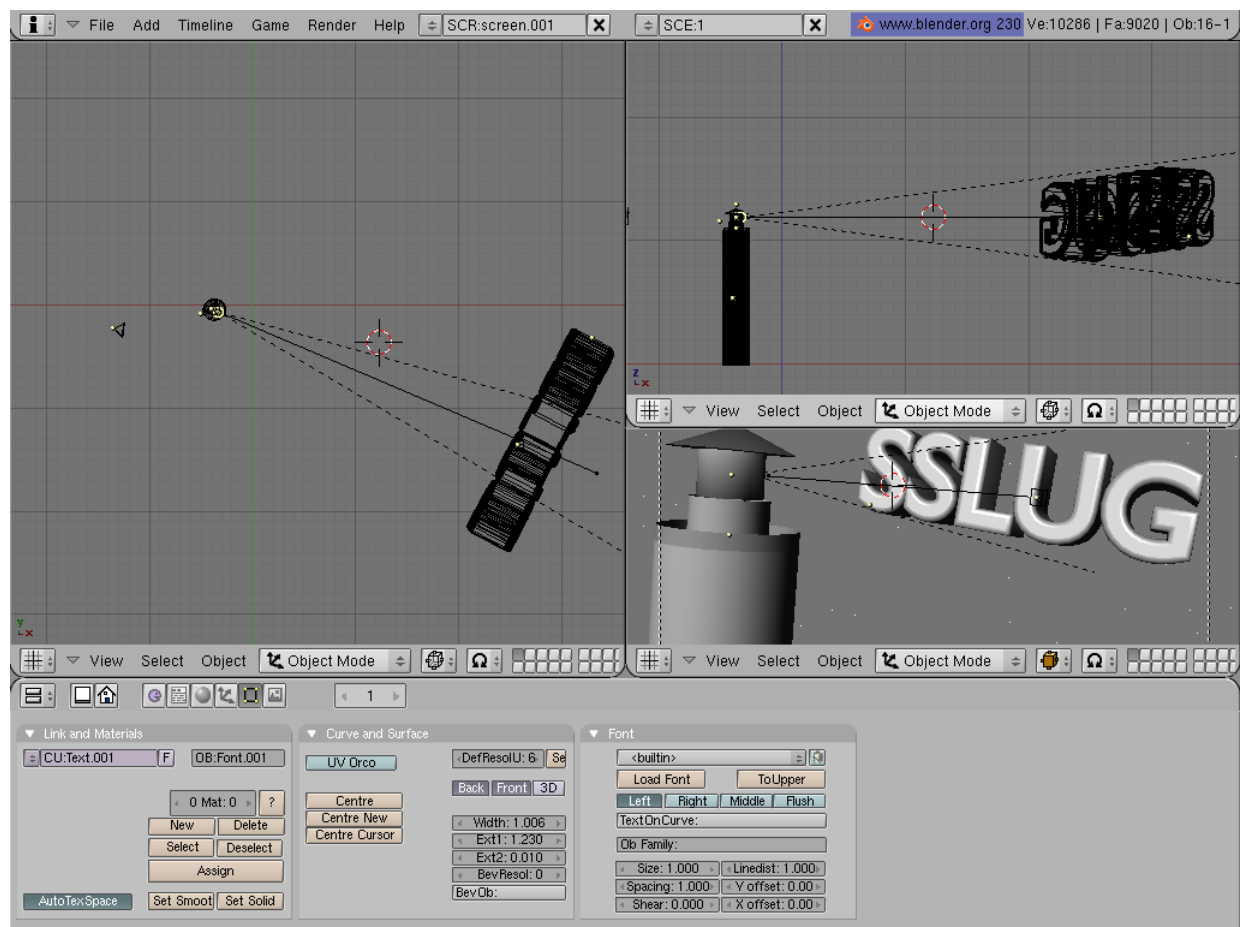 File Add Timeline Game Render Help SCR:screen.001 SCE:1 www.blender.org 230 Ve:10286 | Fa:9020 | Ob:16-1
z
x
View Select Object Object Mode
SSLUG
y
x
View Select Object Object Mode
View Select Object Object Mode
1
Link and Materials
CU:Text.001 F OB:Font.001
0 Mat: 0 ?
New Delete
Select Deselect
Assign
AutoTexSpace Set Smoot Set Solid
Curve and Surface
UV Orco DefResolU: 6 Se
Back Front 3D
Centre
Centre New Width: 1.006
Centre Cursor Ext1: 1.230
Ext2: 0.010
BevResol: 0
BevOb:
Font
<builtin>
Load Font ToUpper
Left Right Middle Flush
TextOnCurve:
Ob Family:
Size: 1.000 Linedist: 1.000
Spacing: 1.000 Y offset: 0.00
Shear: 0.000 X offset: 0.00